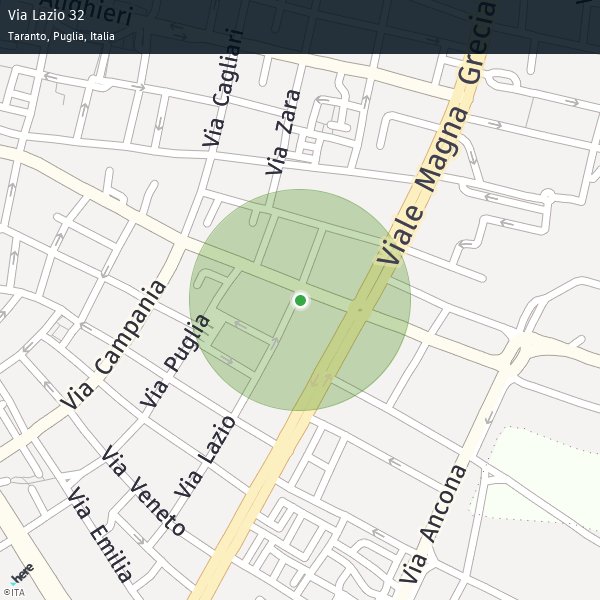 Via Lazio 32
Taranto, Puglia, Italia
Alighieri
Via Cagliari
Via Zara
Viale Magna Grecia
Via Campania
Via Puglia
Via Lazio
Via Veneto
Via Emilia
Via Ancona
here
©ITA